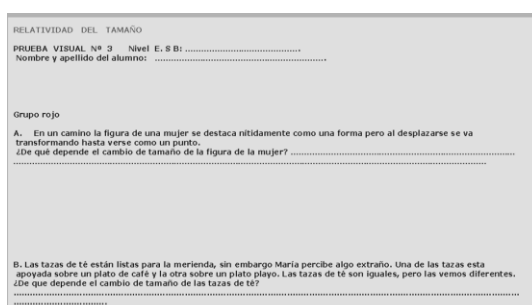 RELATIVIDAD DEL TAMAÑO
PRUEBA VISUAL Nº 3 Nivel E. S B: ............................................
Nombre y apellido del alumno: .................................................................
Grupo rojo
A. En un camino la figura de una mujer se destaca nitidamente como una forma pero al desplazarse se va
transformando hasta verse como un punto.
¿De qué depende el cambio de tamaño de la figura de la mujer? .....................................................................................
....................................................................................................................................................................................
B. Las tazas de té están listas para la merienda, sin embargo María percibe algo extraño. Una de las tazas esta
apoyada sobre un plato de café y la otra sobre un plato playo. Las tazas de té son iguales, pero las vemos diferentes.
¿De que depende el cambio de tamaño de las tazas de tè?
................................................................................................................................................................................................
...................................